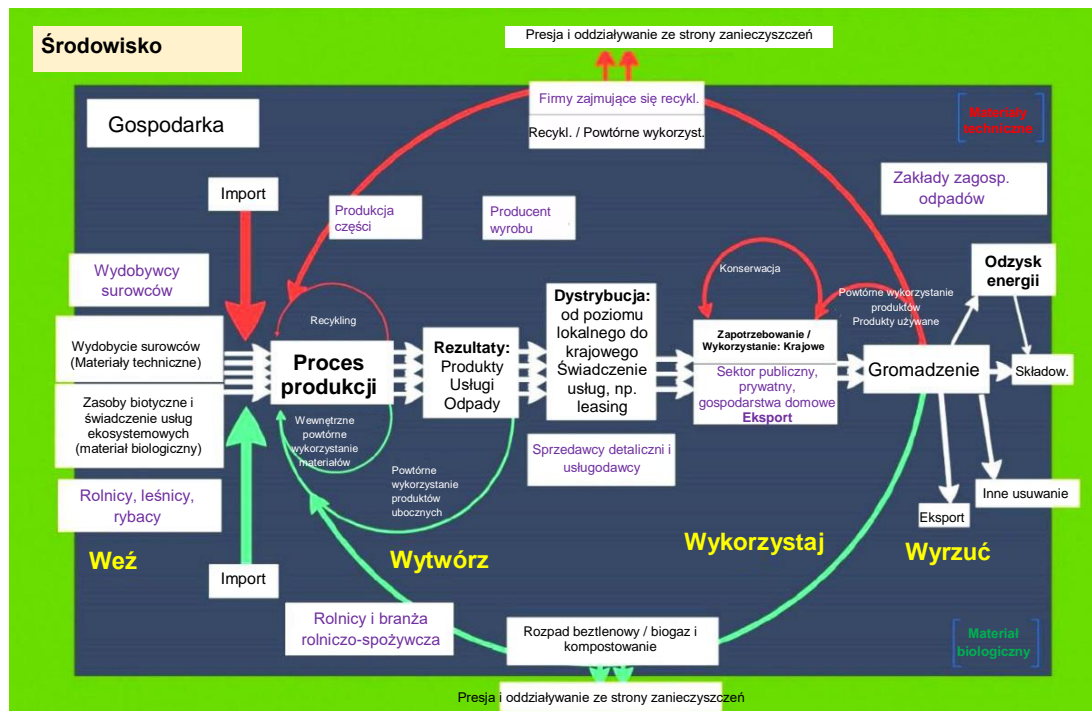 Środowisko
Presja i oddziaływanie ze strony zanieczyszczeń
Gospodarka
Firmy zajmujące się recykl.
Recykl. / Powtórne wykorzyst.
Materiały
techniczne
Import
Zakłady zagosp.
odpadów
Produkcja
części
Producent
wyrobu
Wydobywcy
surowców
Konserwacja
Odzysk
energii
Powtórne wykorzystanie
produktów
Produkty używane
Recykling
Dystrybucja:
od poziomu
lokalnego do
krajowego
Świadczenie
usług, np.
leasing
Wydobycie surowców
(Materiały techniczne)
Proces
produkcji
Rezultaty:
Produkty
Usługi
Odpady
Zapotrzebowanie /
Wykorzystanie: Krajowe
Sektor publiczny,
prywatny,
gospodarstwa domowe
Eksport
Gromadzenie
Składow.
Zasoby biotyczne i
świadczenie usług
ekosystemowych
(materiał biologiczny)
Wewnętrzne
powtórne
wykorzystanie
materiałów
Powtórne
wykorzystanie
produktów
ubocznych
Sprzedawcy detaliczni i
usługodawcy
Rolnicy, leśnicy,
rybacy
Inne usuwanie
Eksport
Weź
Wytwórz
Wykorzystaj
Wyrzuć
Import
Rolnicy i branża
rolniczo-spożywcza
Rozpad beztlenowy / biogaz i
kompostowanie
Materiał
biologiczny
Presja i oddziaływanie ze strony zanieczyszczeń